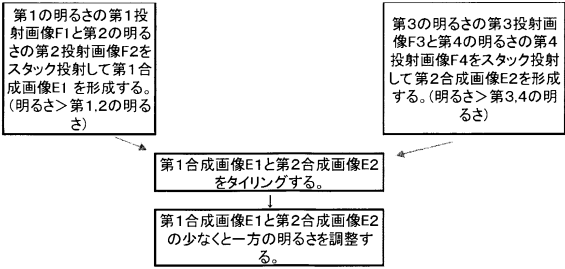 第1の明るさの第1投
射画像F1と第2の明る
さの第2投射画像F2を
スタック投射して第1合
成画像E1 を形成する。
(明るさ＞第1,2の明る
さ)
第3の明るさの第3投射画
像F3と第4の明るさの第4
投射画像F4をスタック投射
して第2合成画像E2を形成
する。(明るさ＞第3,4の明
るさ)
第1合成画像E1と第2合成画像E2
をタイリングする。
第1合成画像E1と第2合成画像E2
の少なくと一方の明るさを調整す
る。